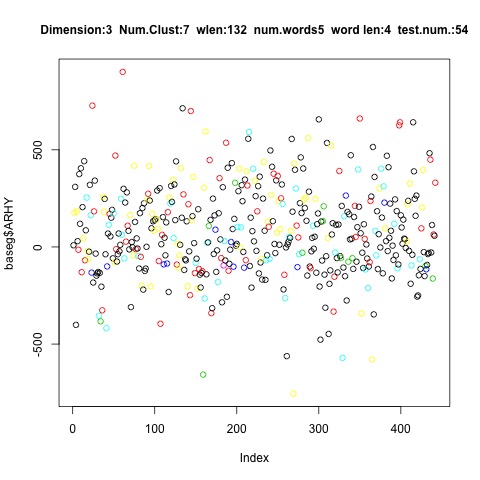 Dimension:3 Num.Clust:7 wlen:132 num.words5 word len:4 test.num.:54
baseg$ARHY
500
0
-500
0 100 200 300 400
Index